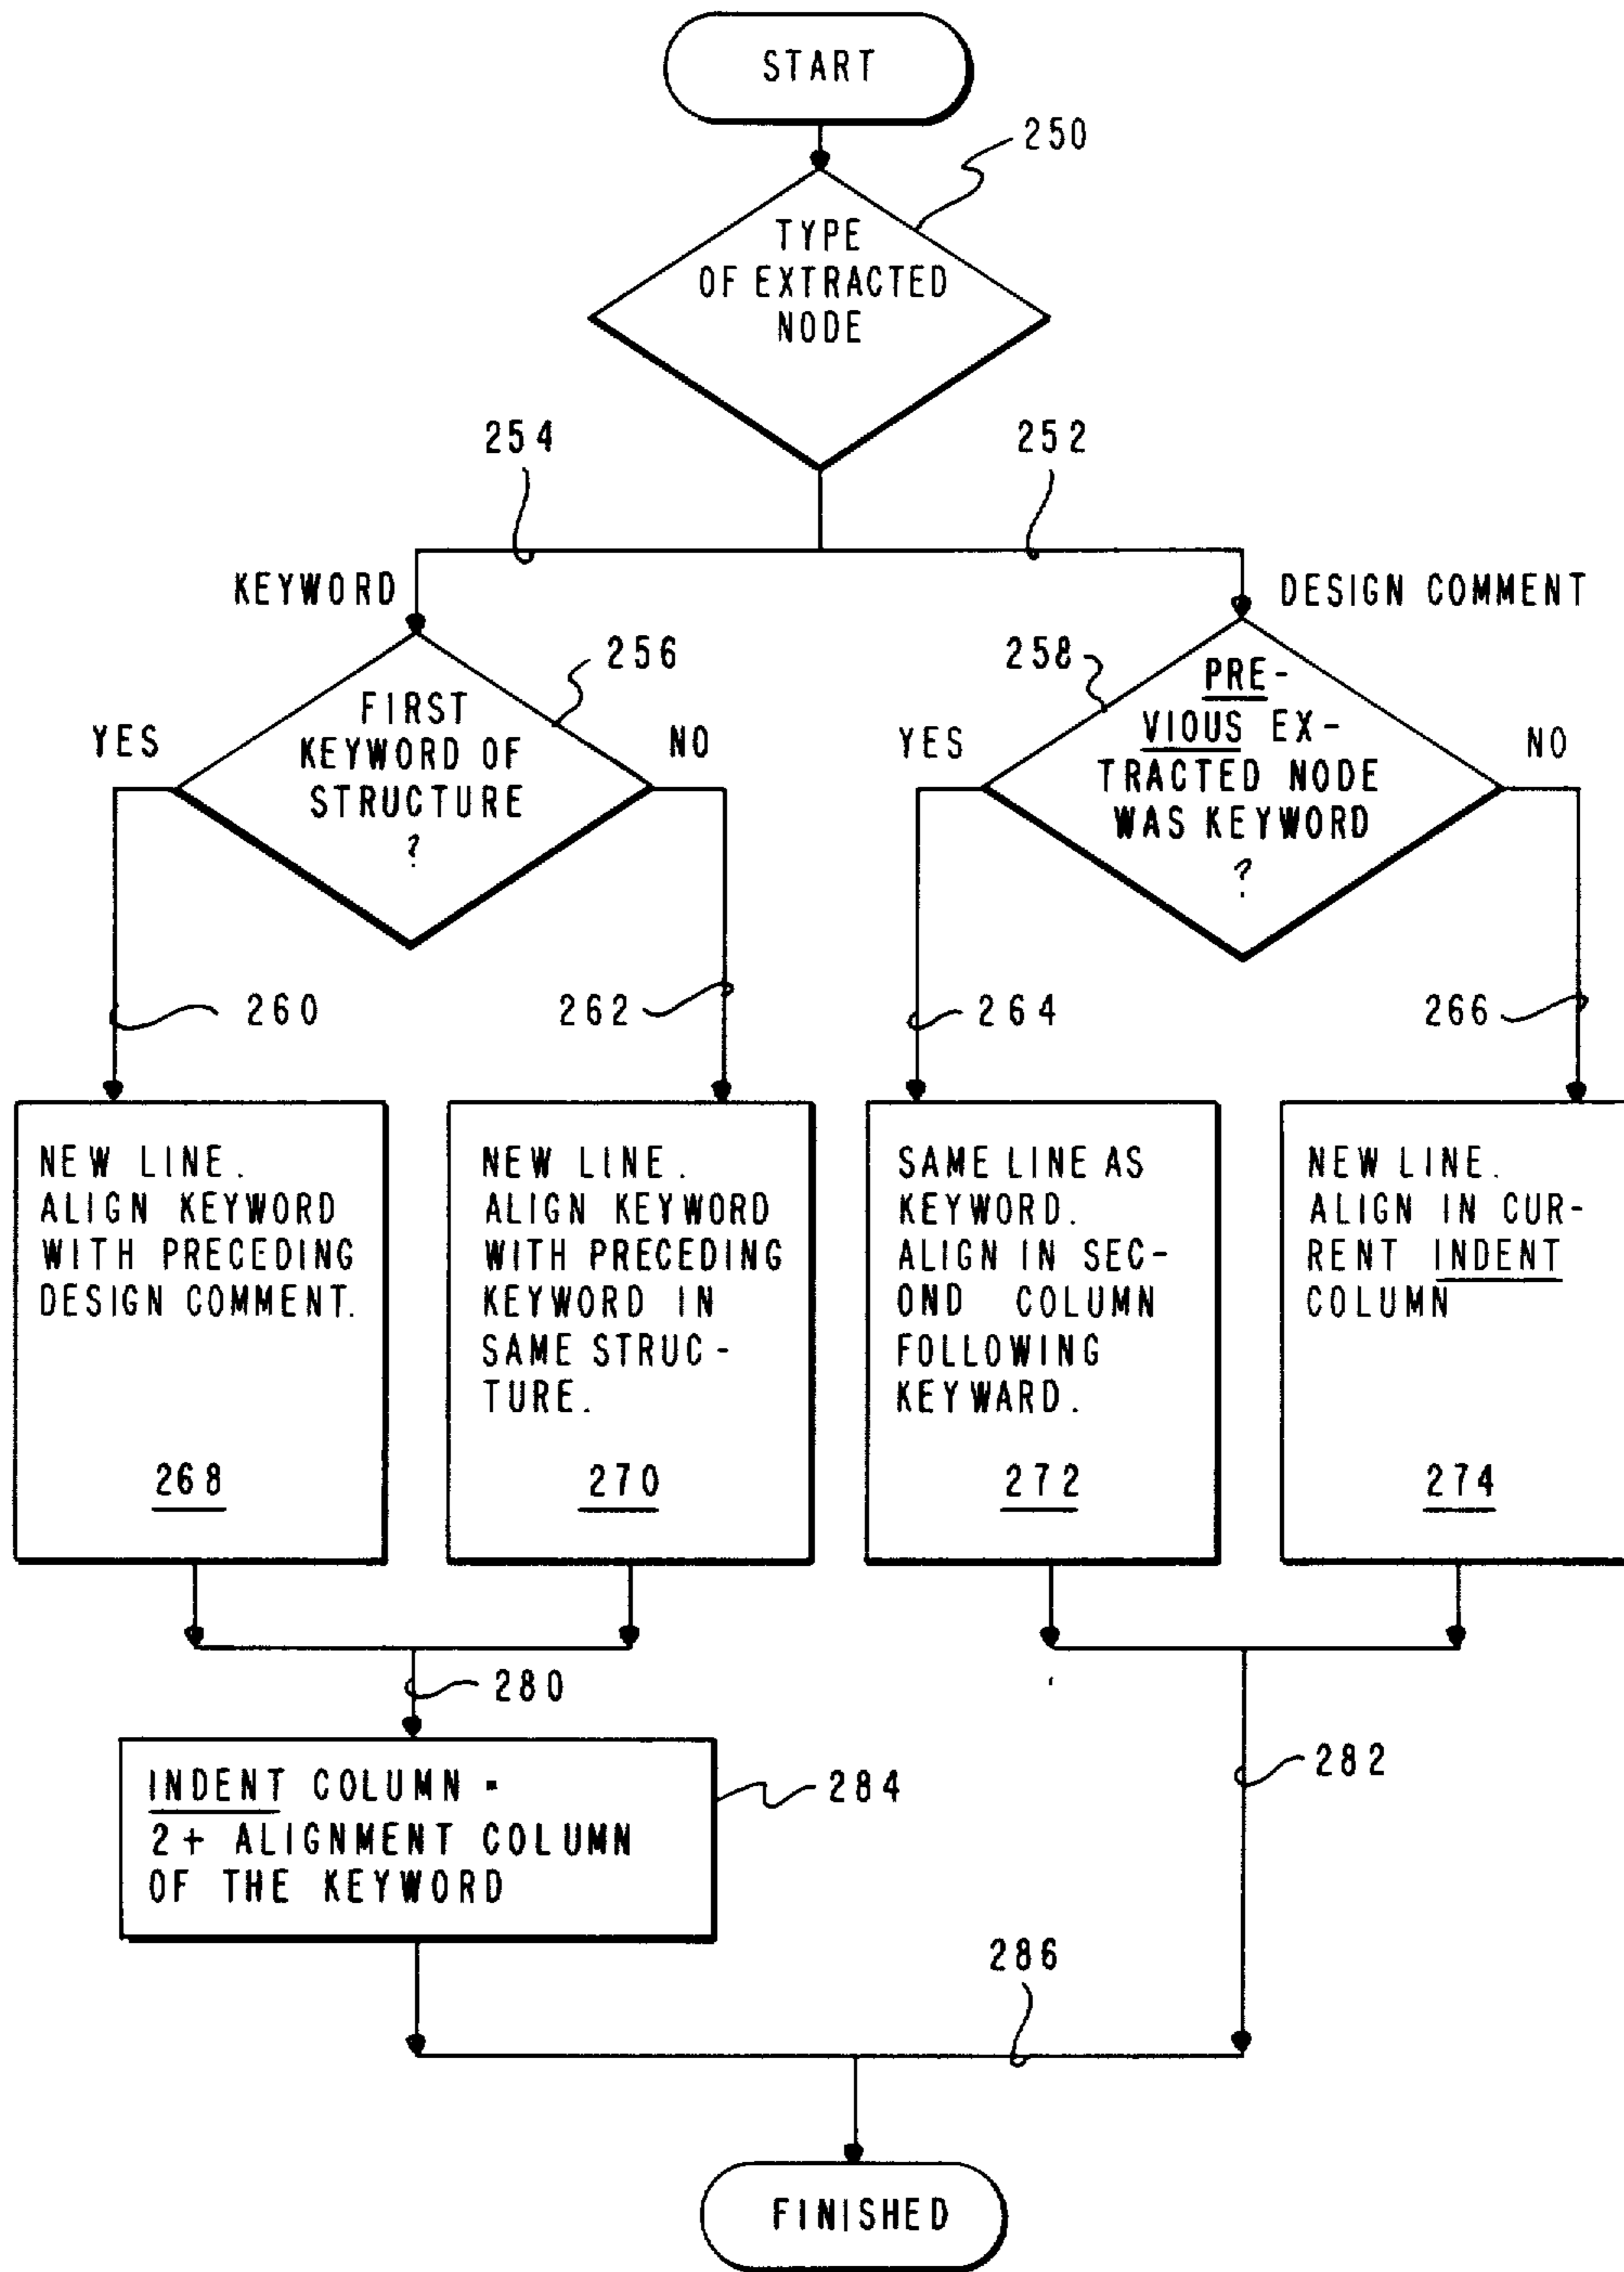 START
250
TYPE
OF EXTRACTED
NODE
254
252
KEYWORD
DESIGN COMMENT
256
FIRST
KEYWORD OF
STRUCTURE
?
YES
NO
258
PRE-
VIOUS EX-
TRACTED NODE
WAS KEYWORD
?
YES
NO
260
262
264
266
NEW LINE.
ALIGN KEYWORD
WITH PRECEDING
DESIGN COMMENT.
268
NEW LINE.
ALIGN KEYWORD
WITH PRECEDING
KEYWORD IN
SAME STRUC-
TURE.
270
SAME LINE AS
KEYWORD.
ALIGN IN SEC-
OND COLUMN
FOLLOWING
KEYWARD.
272
NEW LINE.
ALIGN IN CUR-
RENT INDENT
COLUMN
274
280
282
INDENT COLUMN =
2+ ALIGNMENT COLUMN
OF THE KEYWORD
284
286
FINISHED